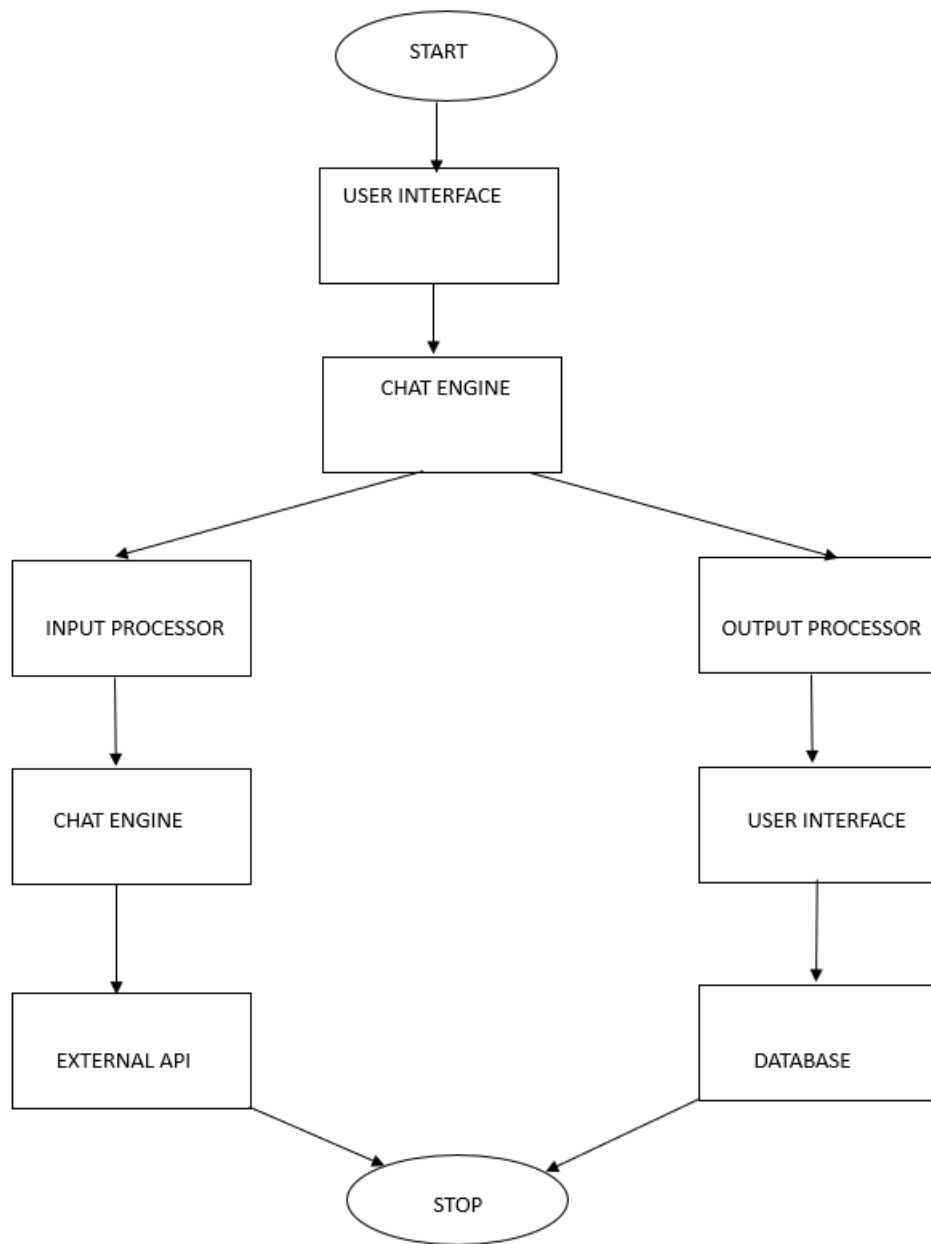 START
USER INTERFACE
CHAT ENGINE
INPUT PROCESSOR
OUTPUT PROCESSOR
CHAT ENGINE
USER INTERFACE
EXTERNAL API
DATABASE
STOP